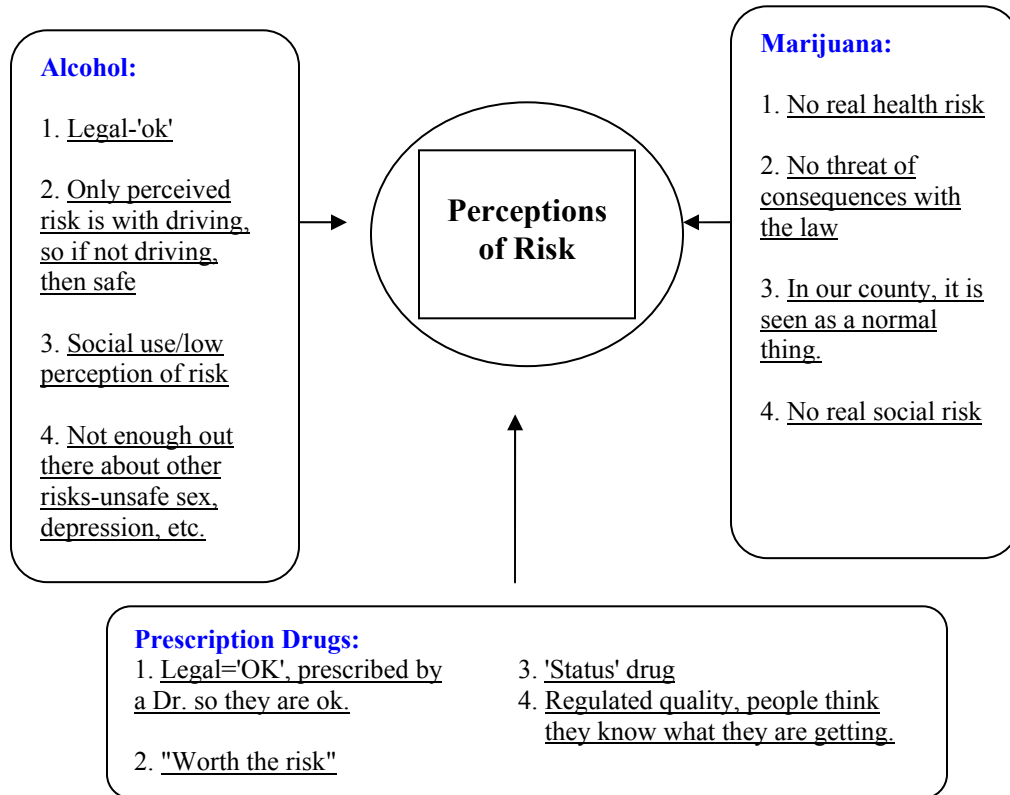 Alcohol:
1. Legal-'ok'
2. Only perceived
risk is with driving,
so if not driving,
then safe
3. Social use/low
perception of risk
4. Not enough out
there about other
risks-unsafe sex,
depression, etc.
Perceptions
of Risk
Marijuana:
1. No real health risk
2. No threat of
consequences with
the law
3. In our county, it is
seen as a normal
thing.
4. No real social risk
Prescription Drugs:
1. Legal='OK', prescribed by
a Dr. so they are ok.
2. "Worth the risk"
3. 'Status' drug
4. Regulated quality, people think
they know what they are getting.